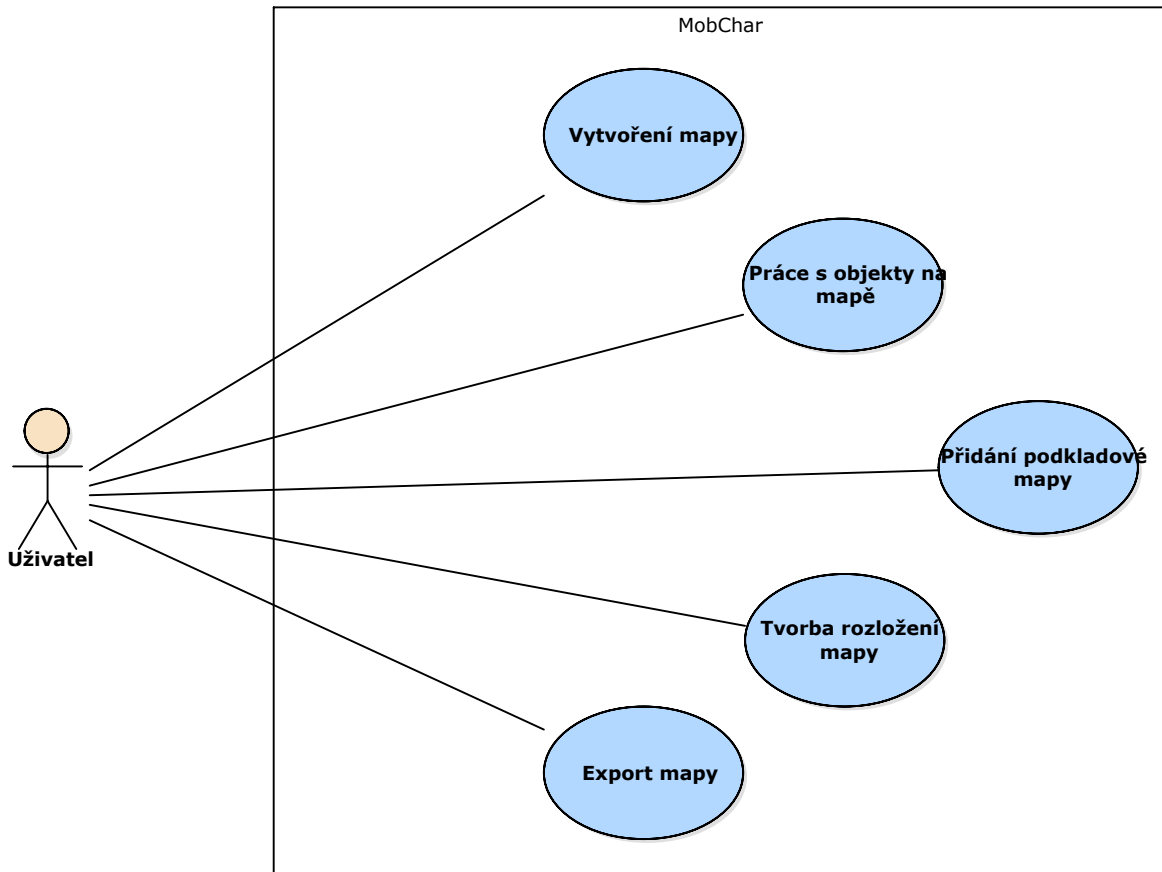 MobChar
Vytvoření mapy
Práce s objekty na
mapě
Přidání podkladové
mapy
Uživatel
Tvorba rozložení
mapy
Export mapy